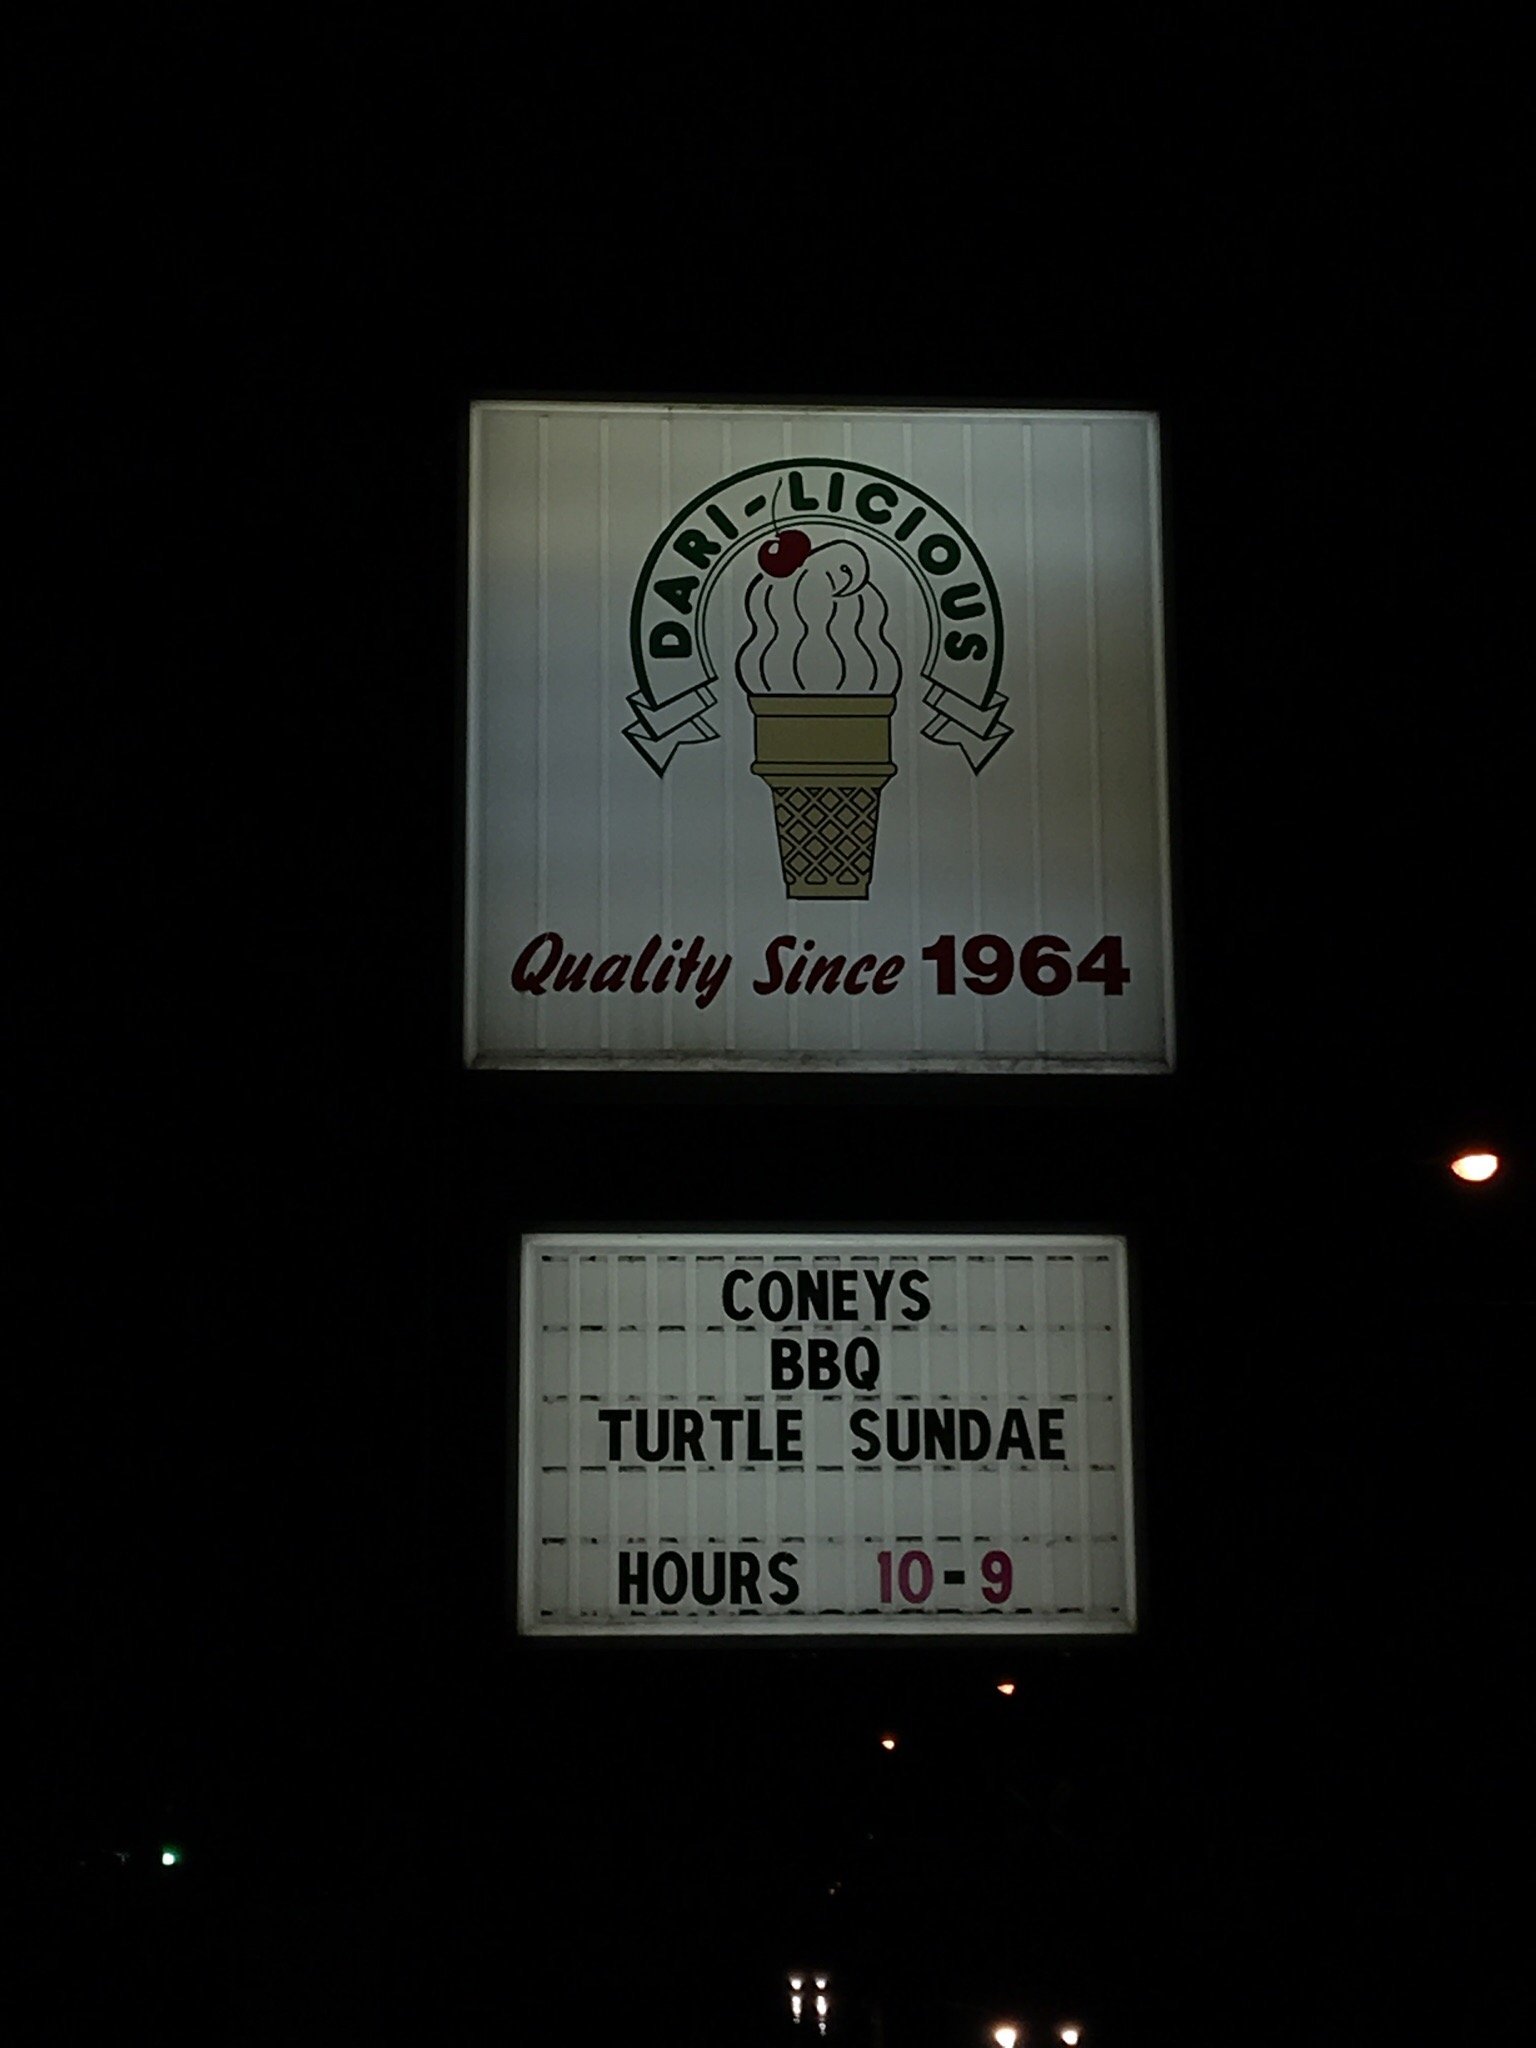 DARI-LICIOUS
Quality Since 1964
CONEYS
BBQ
TURTLE SUNDAE
HOURS 10-9